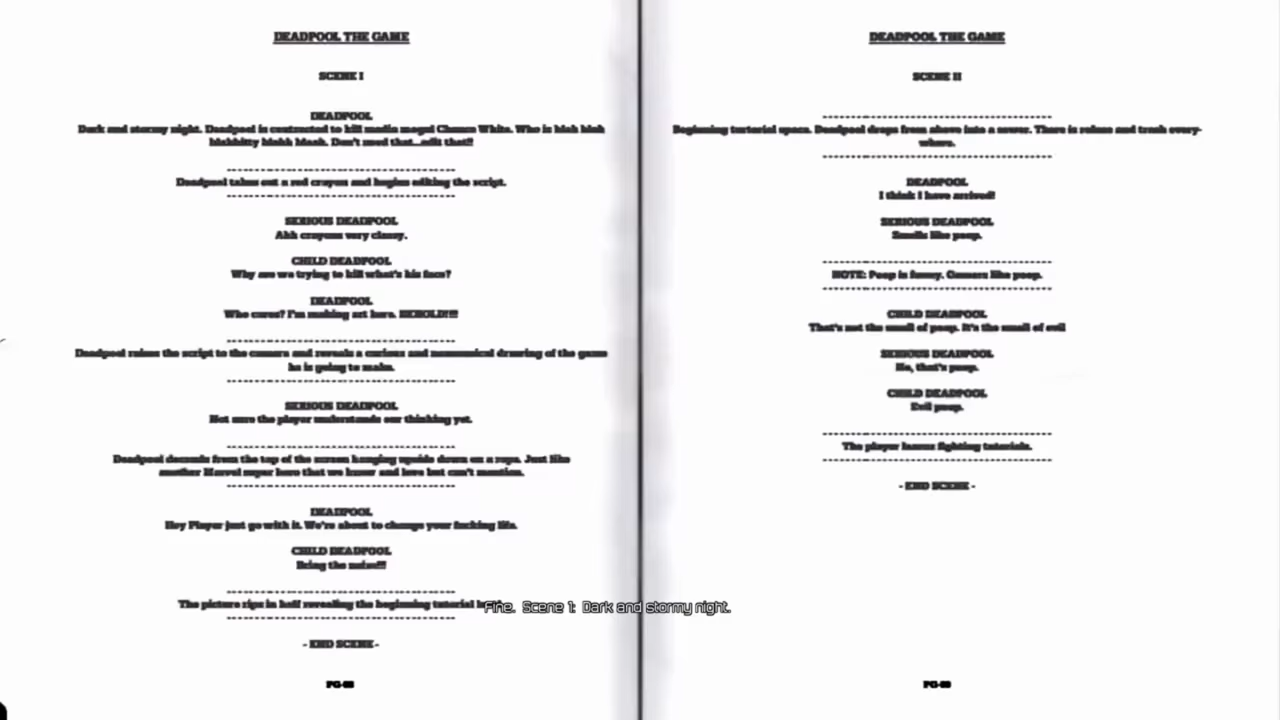 DEADPOOL THE GAME
SCENE I
DEADPOOL
Dark and stormy night. Deadpool is contracted to kill media mogul Chance White. Who is blah blah
blahbbitty blahh blaah. Don't need that...edit that!!
Deadpool takes out a red crayon and begins editing the script.
SERIOUS DEADPOOL
Ahh crayons very classy.
CHILD DEADPOOL
Why are we trying to kill what's his face?
DEADPOOL
Who cares? I'm making art here. BEHOLD!!!!
Deadpool raises the script to the camera and reveals a curious and nonsensical drawing of the game
he is going to make.
SERIOUS DEADPOOL
Not sure the player understands our thinking yet.
Deadpool descends from the top of the screen hanging upside down on a rope. Just like
another Marvel super hero that we know and love but can't mention.
DEADPOOL
Hey Player just go with it. We're about to change your fucking life.
CHILD DEADPOOL
Bring the noise!!!
The picture rips in half revealing the beginning tutorial
- END SCENE -
DEADPOOL THE GAME
SCENE II
Beginning tutorial space. Deadpool drops from above into a sewer. There is ruins and trash every-
where.
DEADPOOL
I think I have arrived!
SERIOUS DEADPOOL
Smells like poop.
NOTE: Poop is funny. Gamers like poop.
CHILD DEADPOOL
That's not the smell of poop. It's the smell of evil
SERIOUS DEADPOOL
No, that's poop.
CHILD DEADPOOL
Evil poop.
The player learns fighting tutorials.
- END SCENE -
Fine. Scene 1: Dark and stormy night.